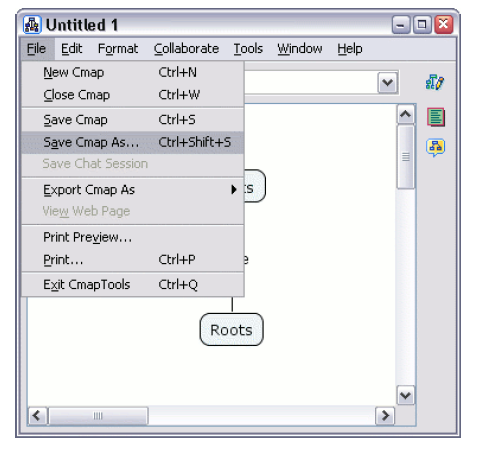 Untitled 1
File Edit Format Collaborate Tools Window Help
New Cmap Ctrl+N
Close Cmap Ctrl+W
Save Cmap Ctrl+S
Save Cmap As... Ctrl+Shift+S
Save Chat Session
Export Cmap As
View Web Page
Print Preview...
Print... Ctrl+P
Exit CmapTools Ctrl+Q
Roots